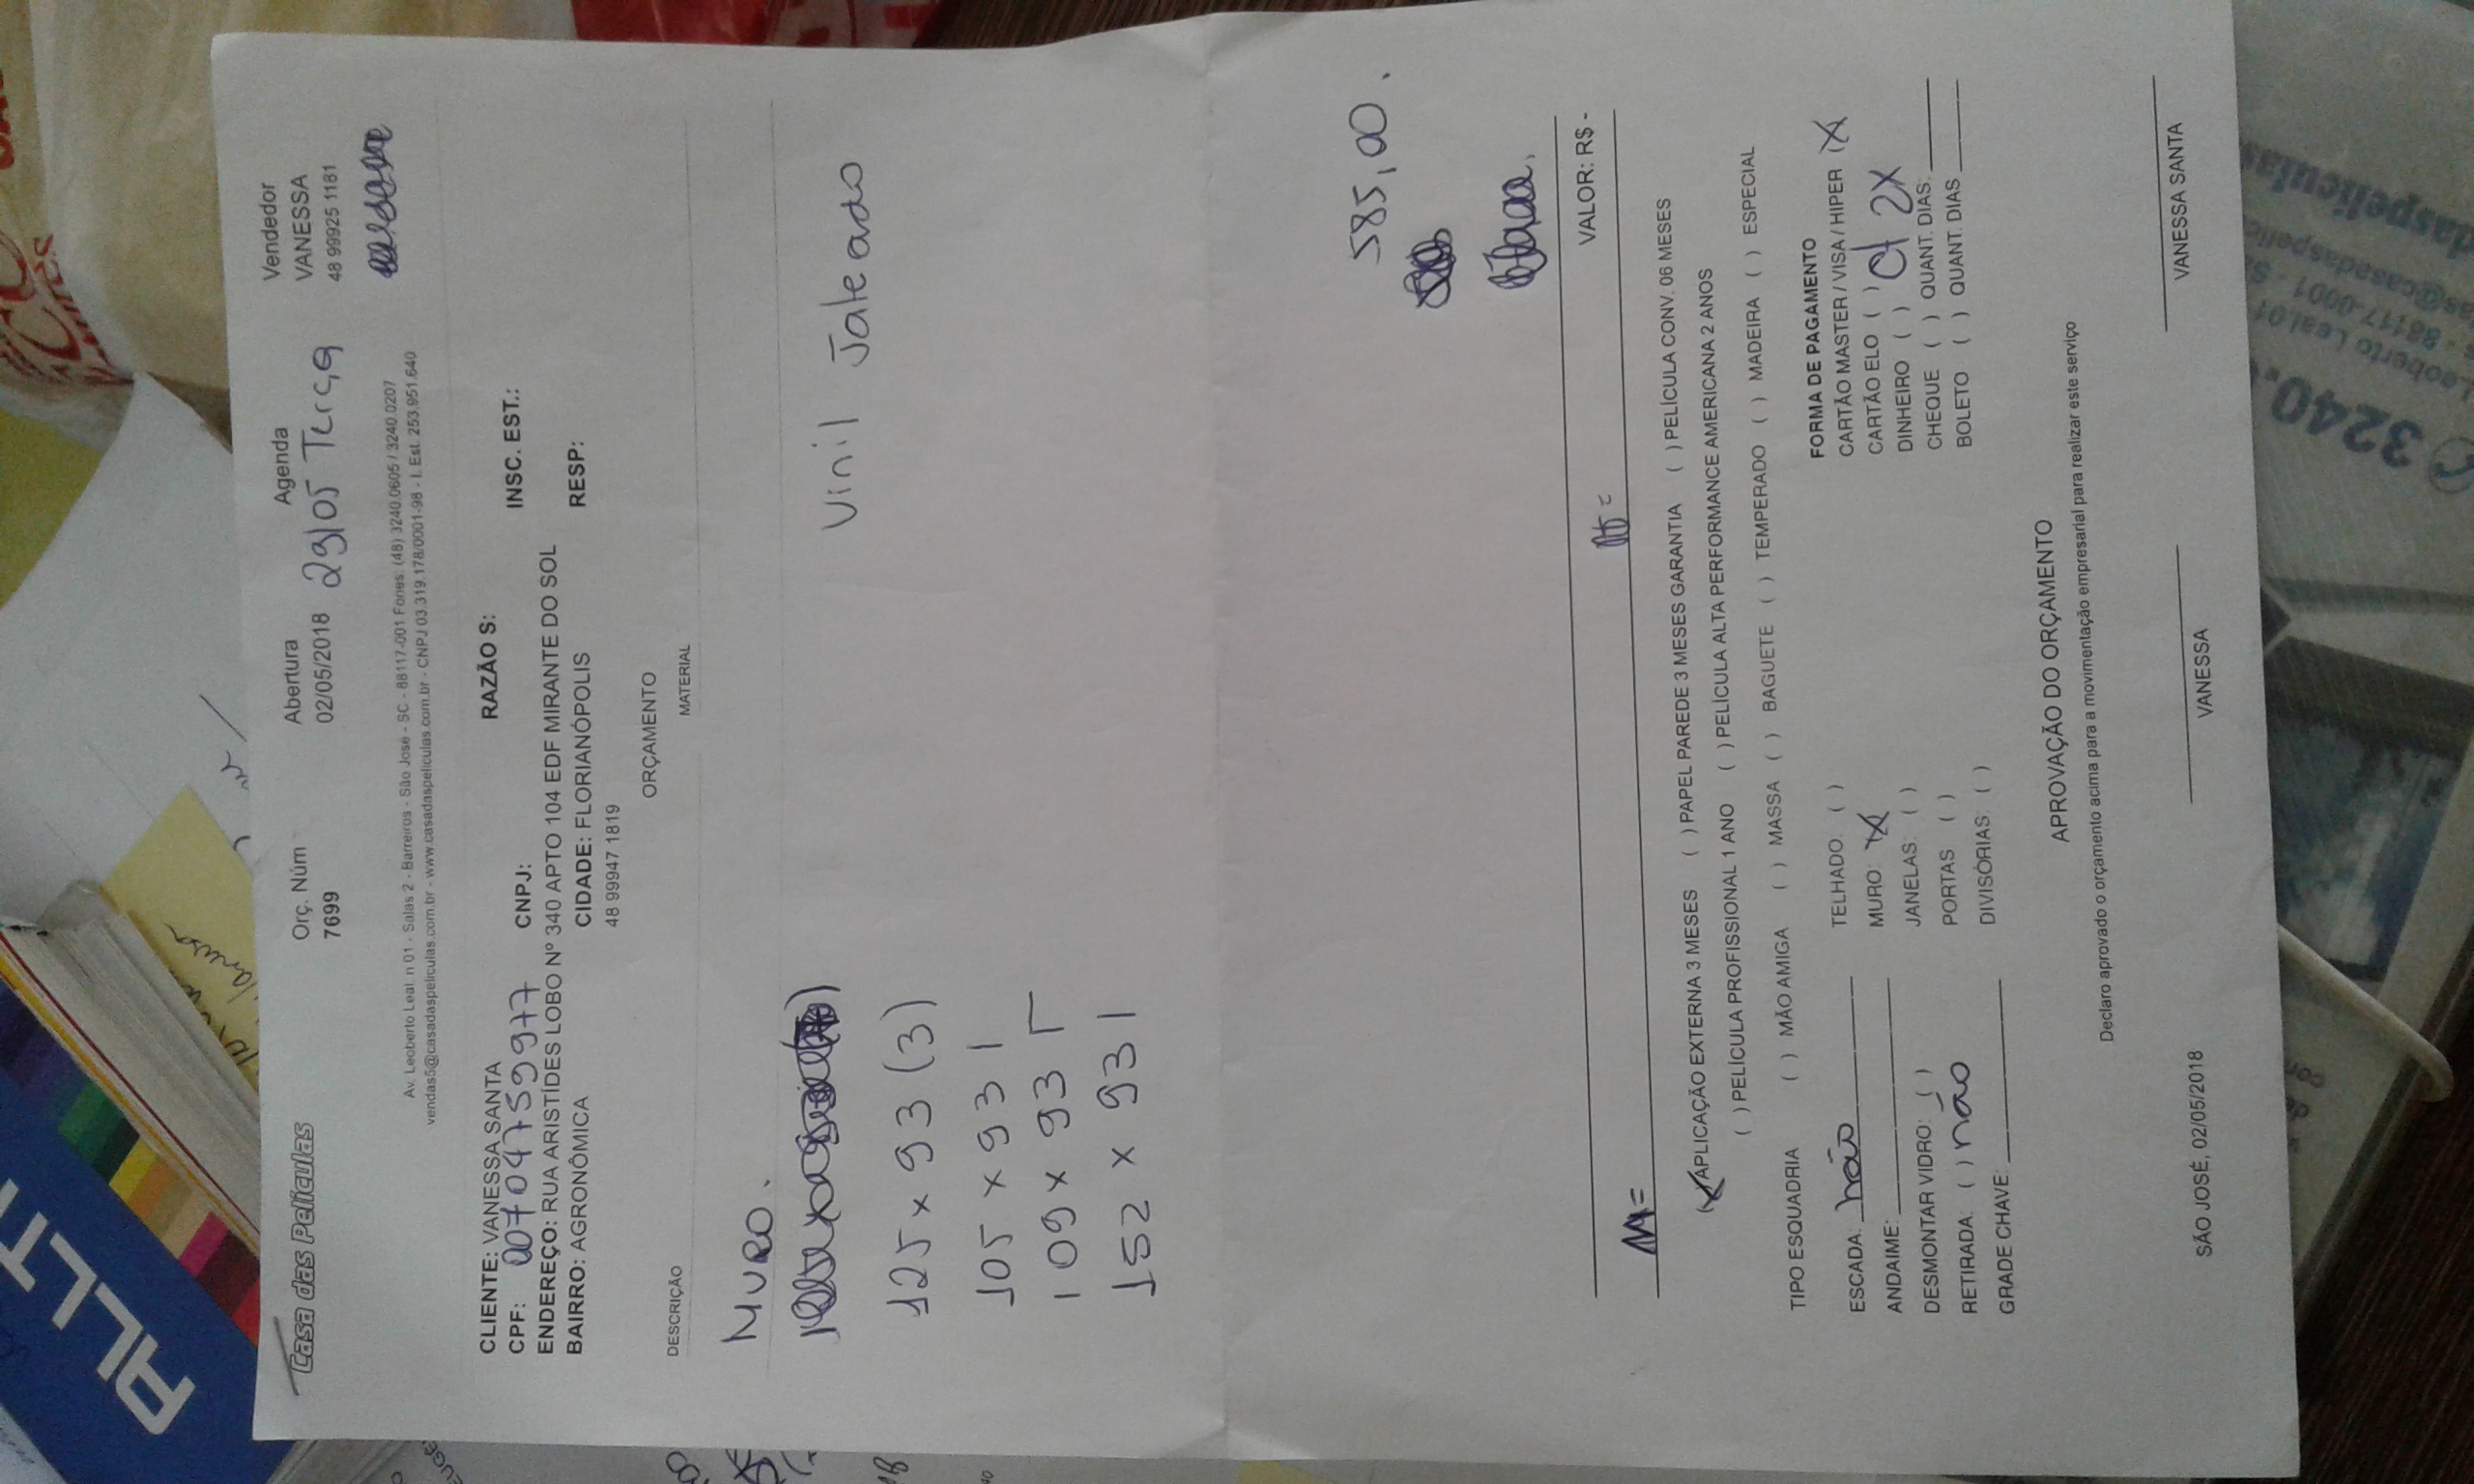 Casa das Películas
Orç. Núm
7699
Abertura
02/05/2018
Agenda
29/05 Terça
Vendedor
VANESSA
48 99925 1181
Av. Leoberto Leal n 01 - Salas 2 - Barreiros - São José - SC - 88117-001 Fones: (48) 3240.0605 / 3240.0207
vendas5@casadaspeliculas.com.br - www.casadaspeliculas.com.br - CNPJ 03.319.178/0001-98 - I. Est. 253.951.640
CLIENTE: VANESSA SANTA RAZÃO S:
CPF: 00704759977 CNPJ: INSC. EST.:
ENDEREÇO: RUA ARISTÍDES LOBO Nº 340 APTO 104 EDF MIRANTE DO SOL
BAIRRO: AGRONÔMICA CIDADE: FLORIANÓPOLIS RESP:
48 99947 1819
ORÇAMENTO
DESCRIÇÃO MATERIAL
MURO.
Vinil Jateado
125 x 93 (3)
105 x 93 1
109 x 93 1
152 x 93 1
585,00.
VALOR: R$ -
(X) APLICAÇÃO EXTERNA 3 MESES ( ) PAPEL PAREDE 3 MESES GARANTIA ( ) PELÍCULA CONV. 06 MESES
( ) PELÍCULA PROFISSIONAL 1 ANO ( ) PELÍCULA ALTA PERFORMANCE AMERICANA 2 ANOS
TIPO ESQUADRIA ( ) MÃO AMIGA ( ) MASSA ( ) BAGUETE ( ) TEMPERADO ( ) MADEIRA ( ) ESPECIAL
ESCADA: não
ANDAIME:
DESMONTAR VIDRO: ( )
RETIRADA: ( ) não
GRADE CHAVE:
TELHADO: ( )
MURO: (X)
JANELAS: ( )
PORTAS ( )
DIVISÓRIAS: ( )
FORMA DE PAGAMENTO
CARTÃO MASTER / VISA / HIPER (X)
CARTÃO ELO ( )
DINHEIRO ( ) 2X
CHEQUE ( ) QUANT. DIAS:
BOLETO ( ) QUANT. DIAS
APROVAÇÃO DO ORÇAMENTO
Declaro aprovado o orçamento acima para a movimentação empresarial para realizar este serviço
SÃO JOSÉ, 02/05/2018
VANESSA
VANESSA SANTA
3240.